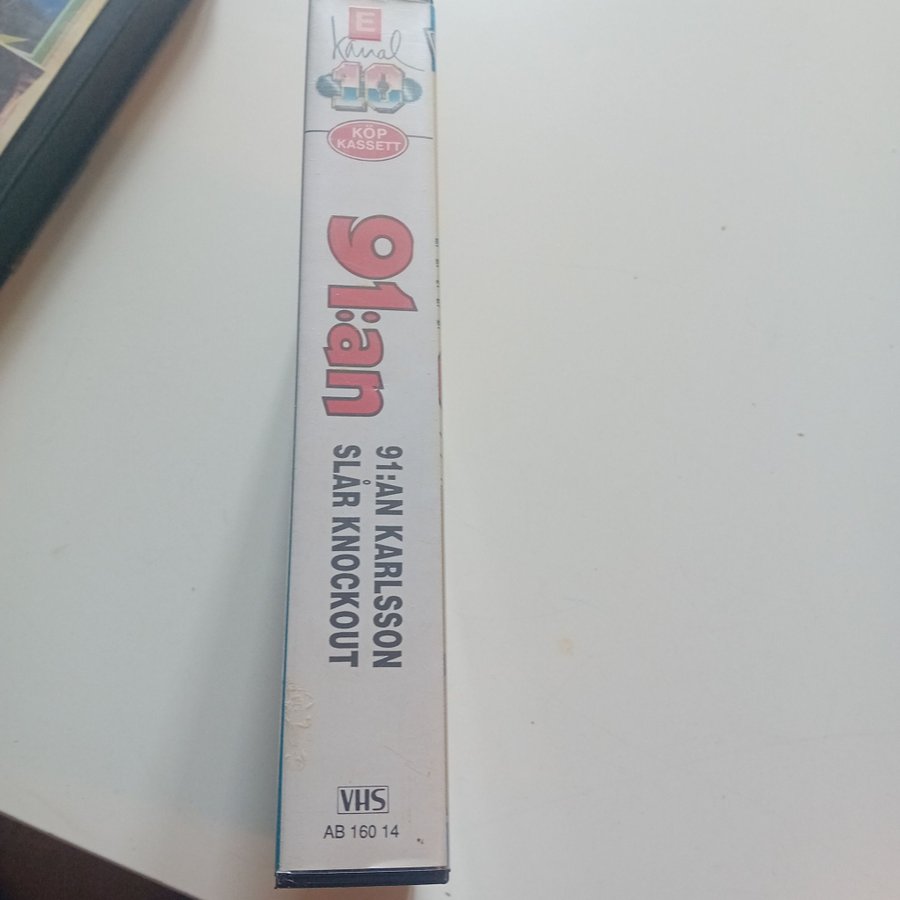 E
Kanal
10
KÖP
KASSETT
91:an
91:AN KARLSSON
SLÅR KNOCKOUT
VHS
AB 160 14